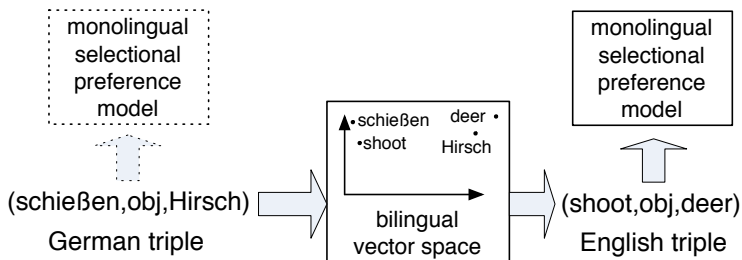 monolingual
selectional
preference
model
(schießen,obj,Hirsch)
German triple
schießen
shoot
deer
Hirsch
bilingual
vector space
monolingual
selectional
preference
model
(shoot,obj,deer)
English triple